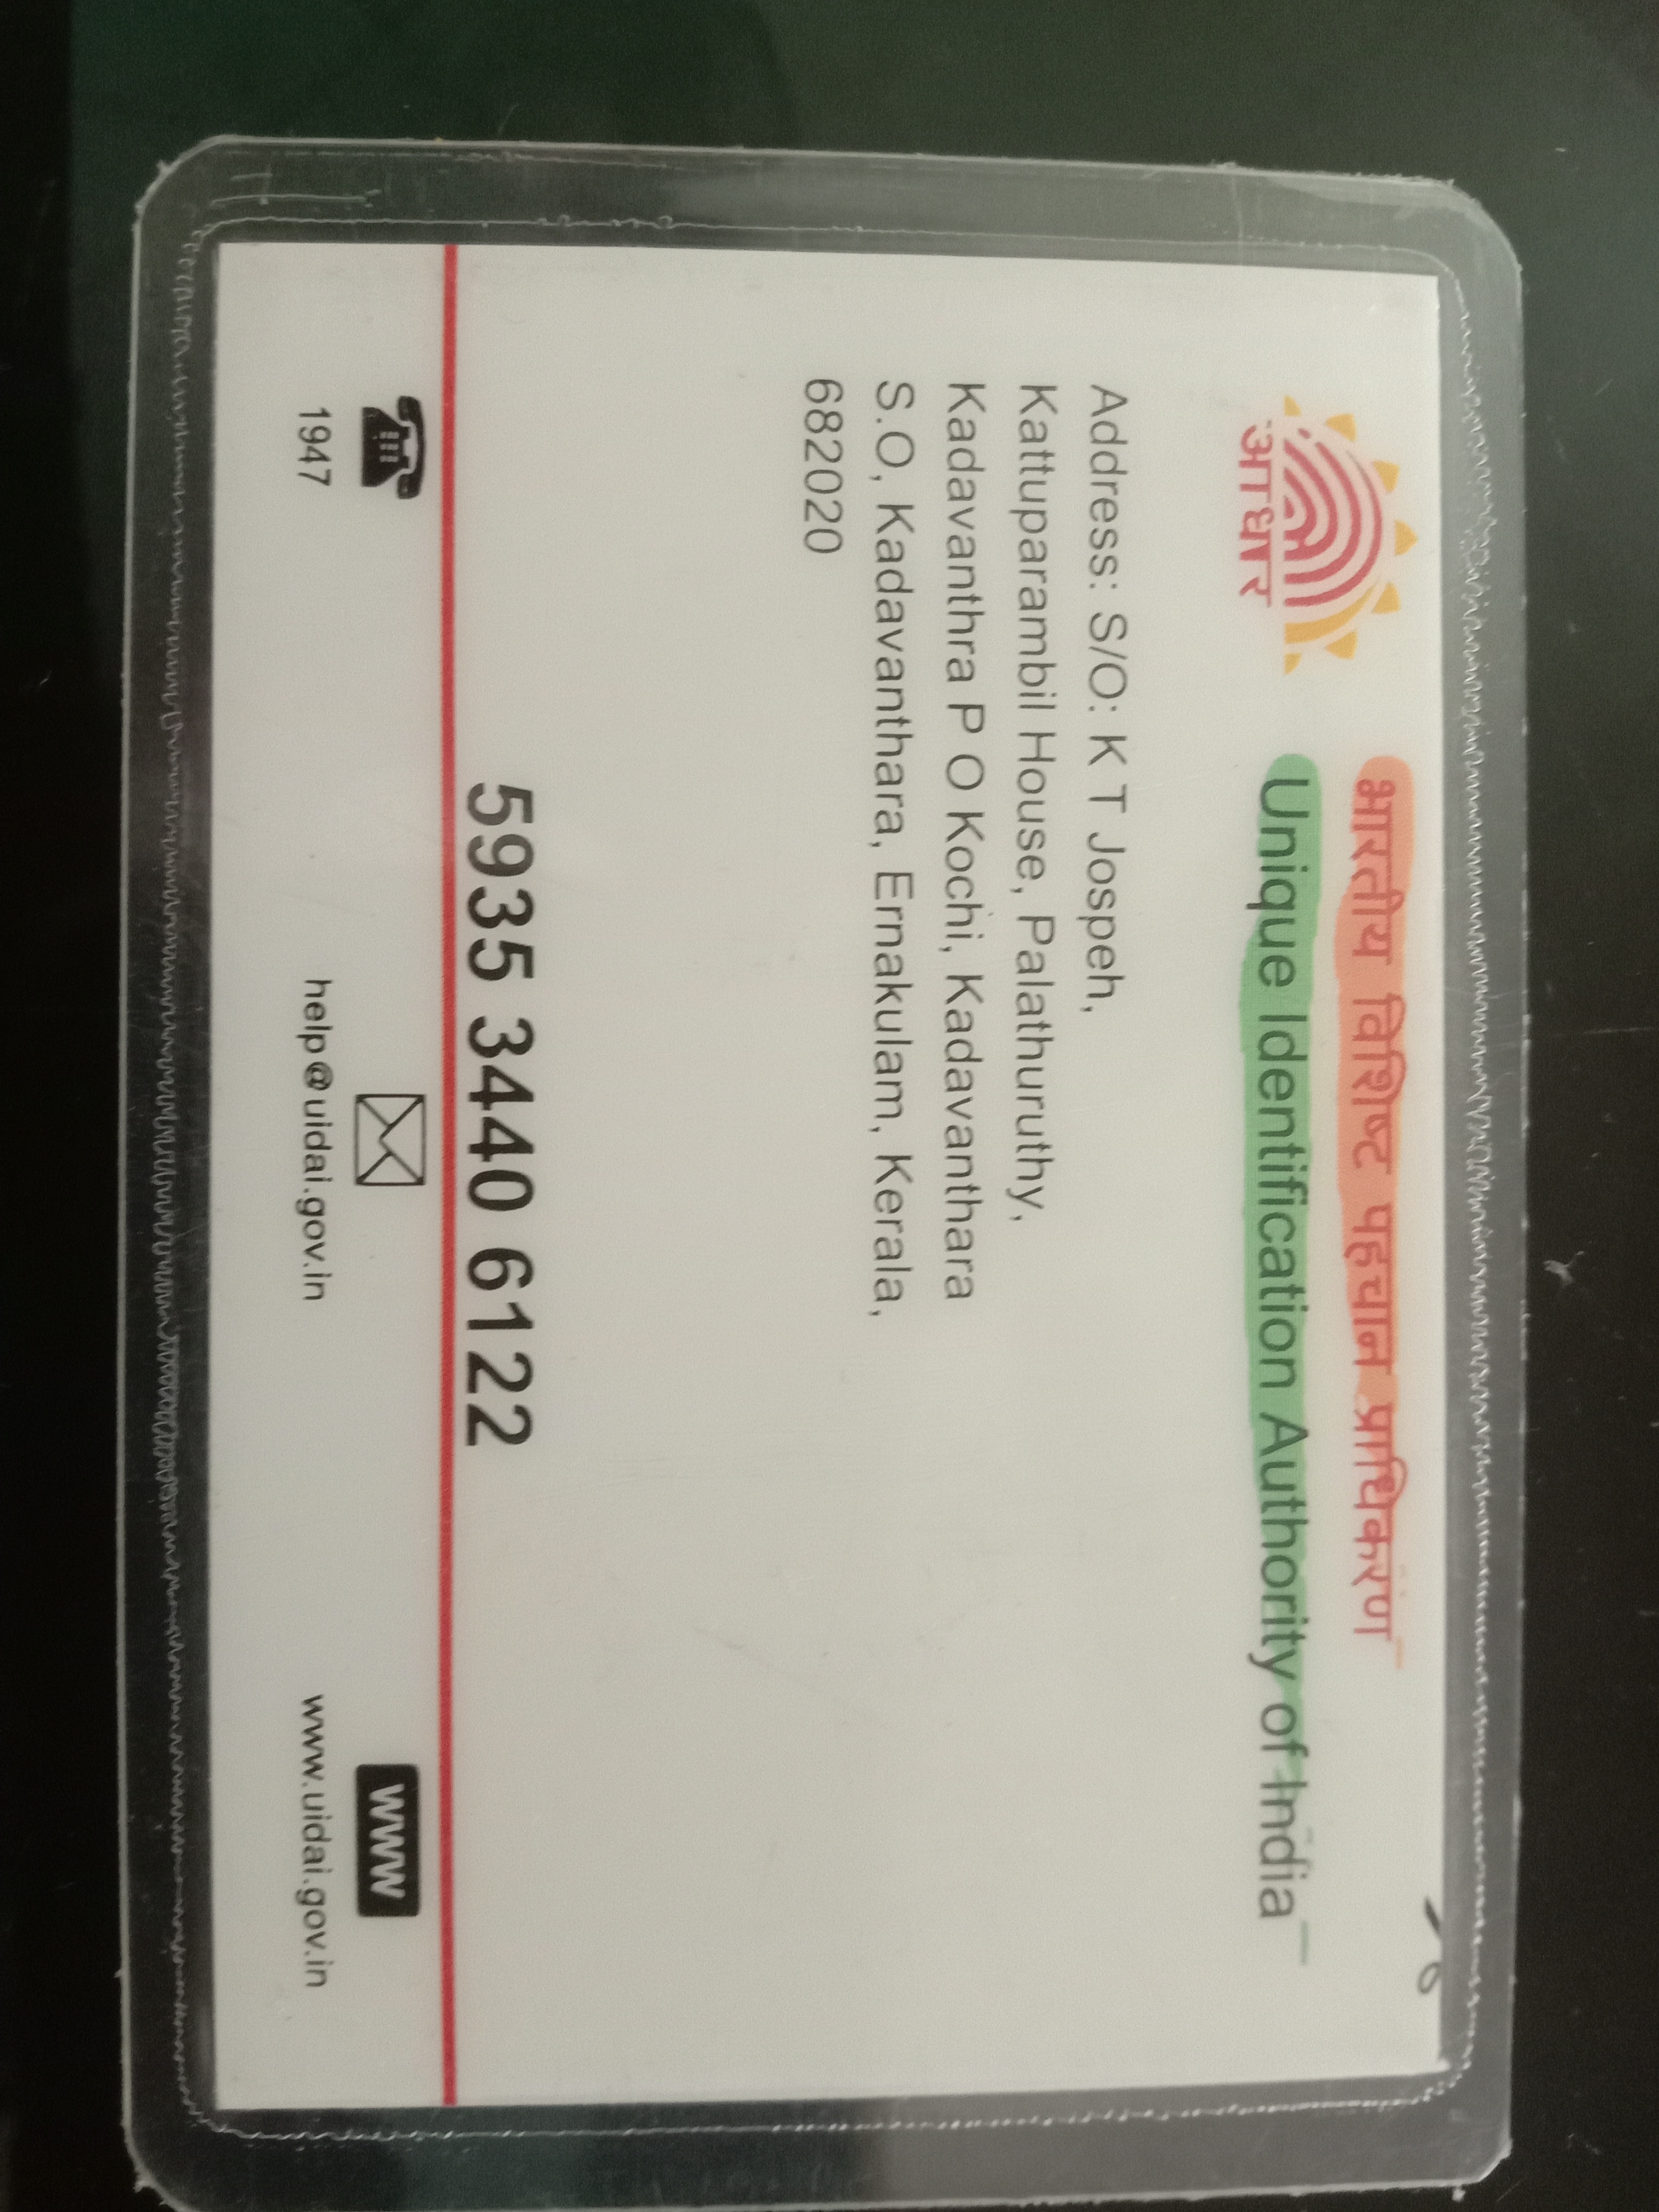 भारतीय विशिष्ट पहचान प्राधिकरण
Unique Identification Authority of India
आधार
Address: S/O: K T Jospeh,
Kattuparambil House, Palathuruthy,
Kadavanthra P O Kochi, Kadavanthara
S.O, Kadavanthara, Ernakulam, Kerala,
682020
5935 3440 6122
1947
help@uidai.gov.in
www
www.uidai.gov.in